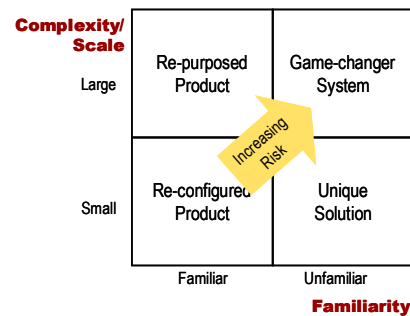 Complexity/
Scale
Large
Re-purposed
Product
Game-changer
System
Increasing
Risk
Small
Re-configured
Product
Unique
Solution
Familiar
Unfamiliar
Familiarity